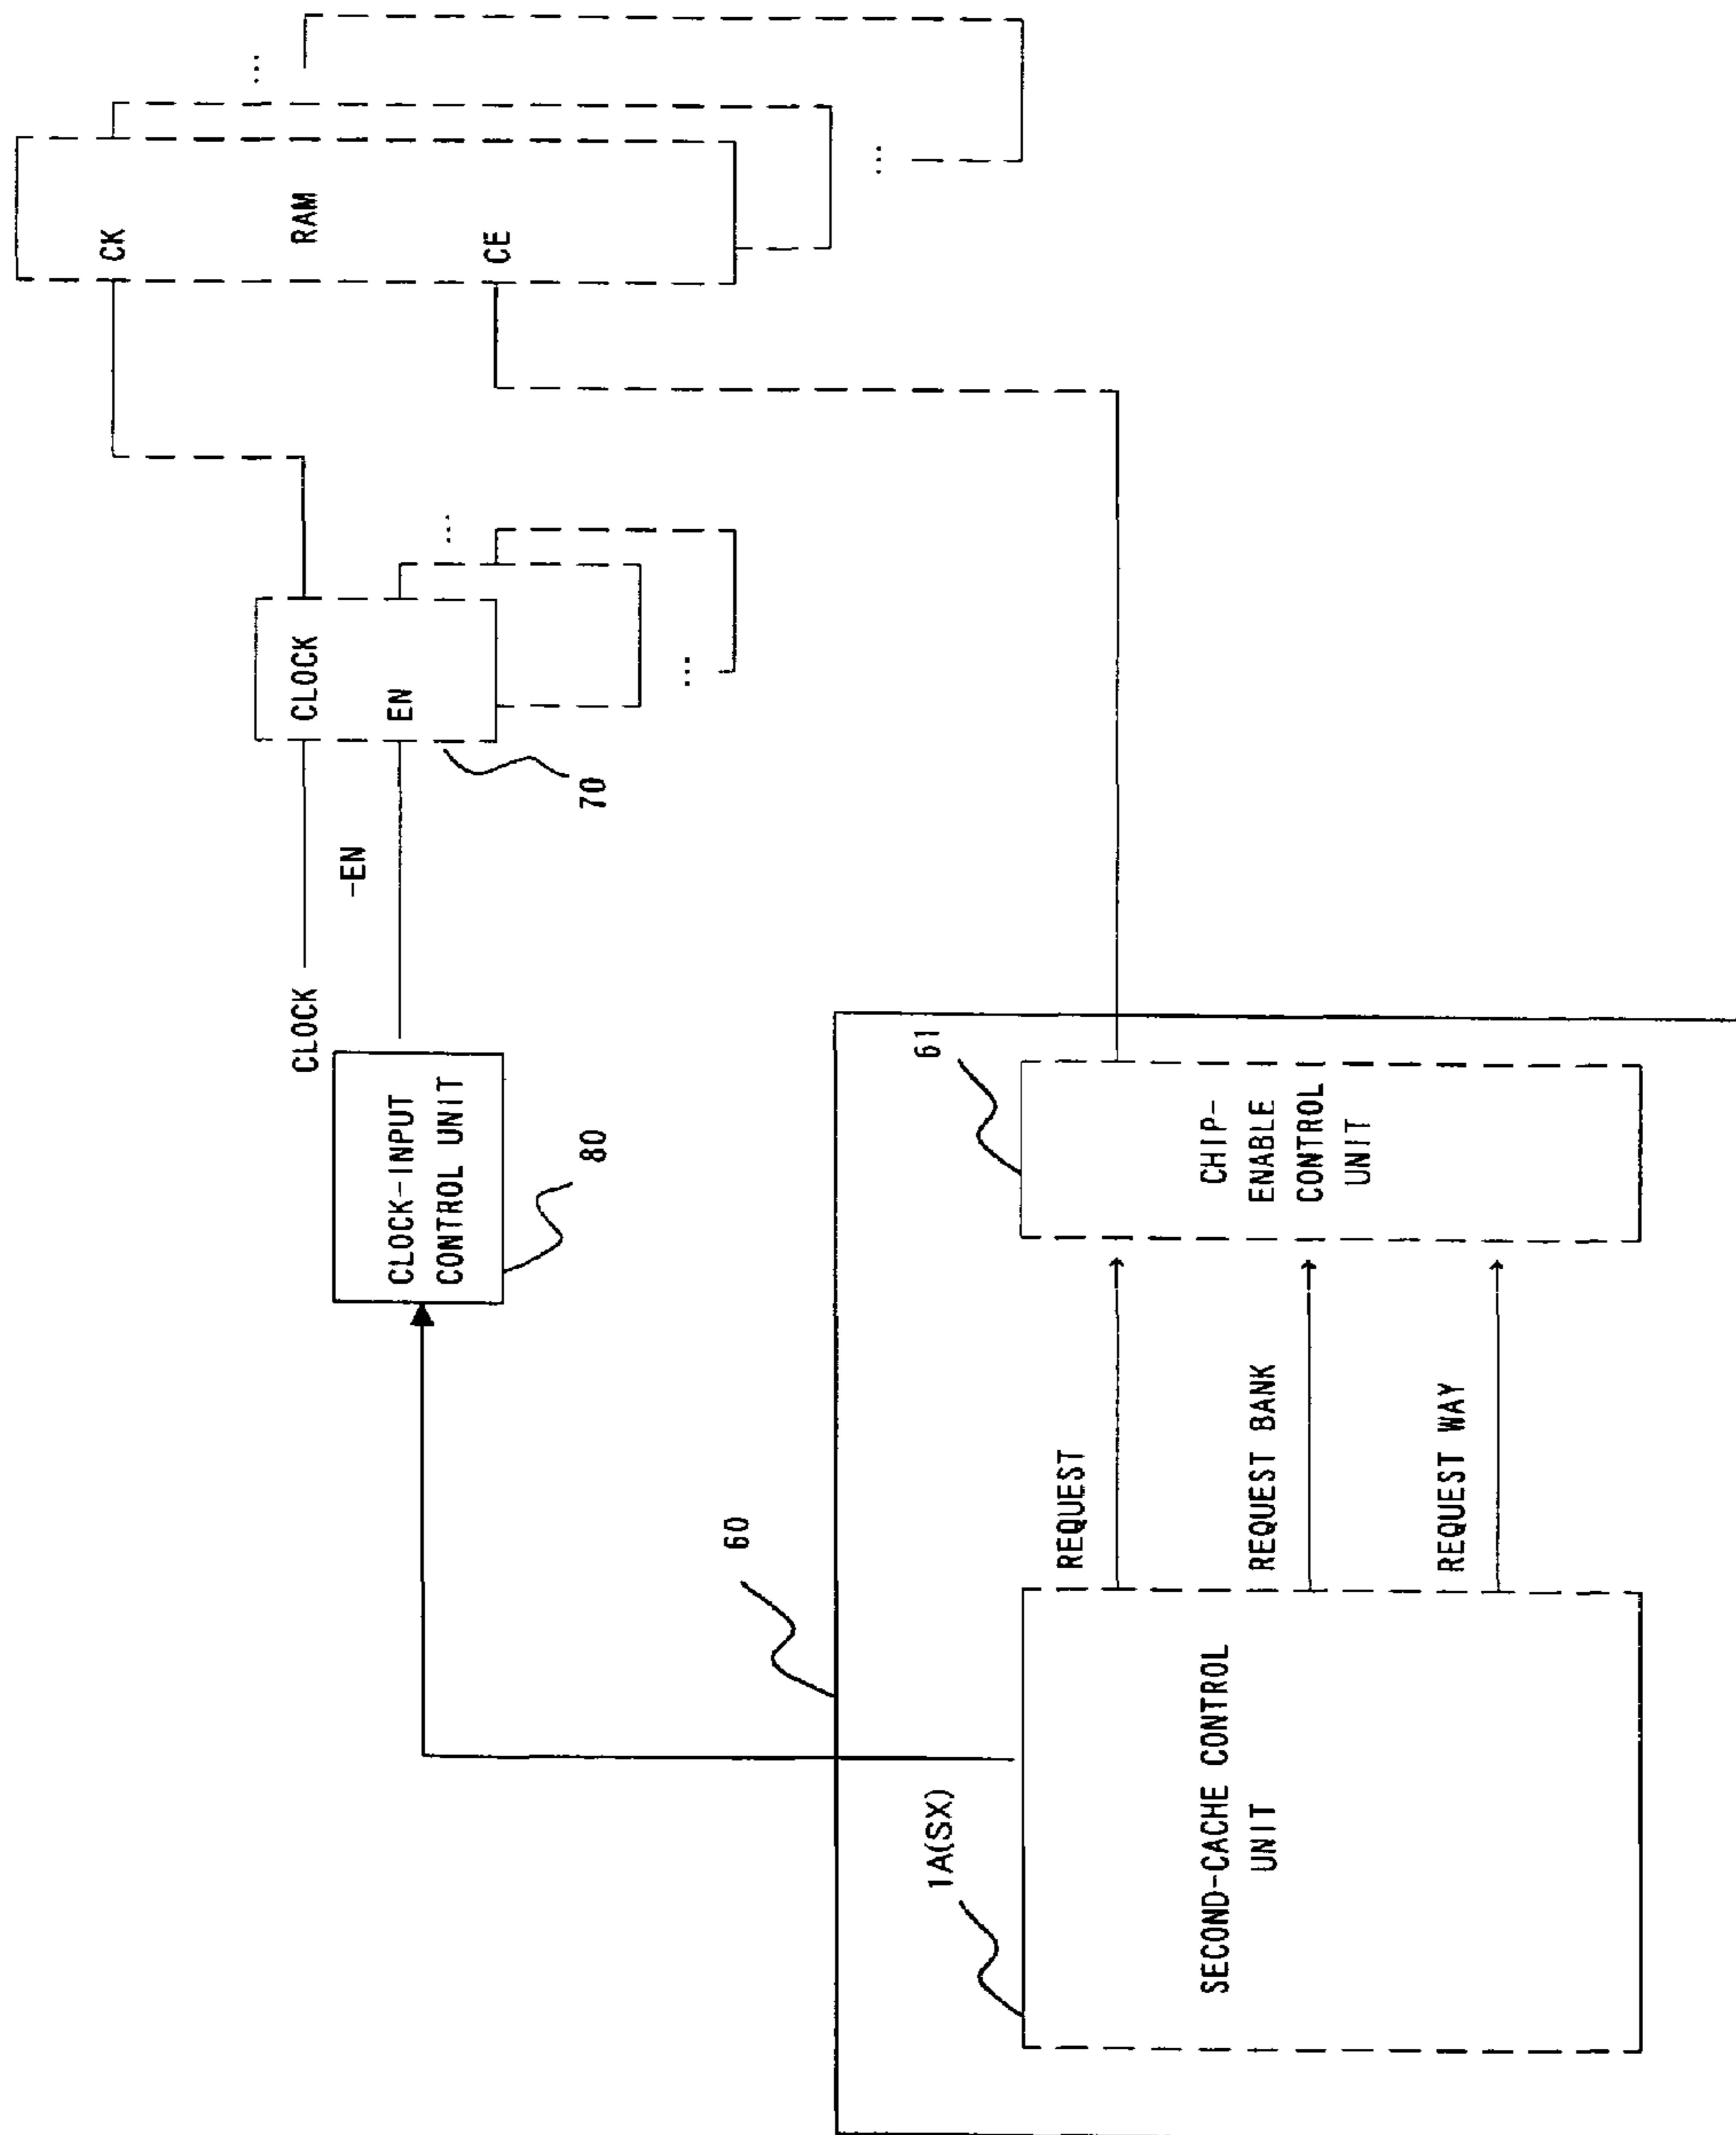 CLOCK
-EN
CLOCK
EN
70
CK
RAM
CE
...
...
...
...
CLOCK-INPUT
CONTROL UNIT
80
60
61
1A(SX)
SECOND-CACHE CONTROL
UNIT
REQUEST
REQUEST BANK
REQUEST WAY
CHIP-
ENABLE
CONTROL
UNIT